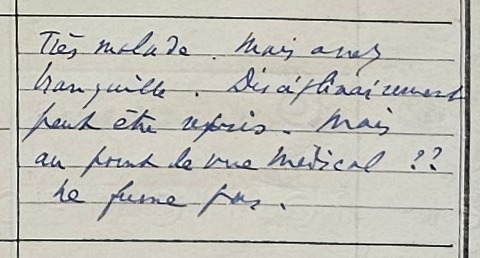 Très malade. Mais assez
tranquille. Disciplinairement
peut être repris. Mais
au point de vue médical ??
Ne fume pas.